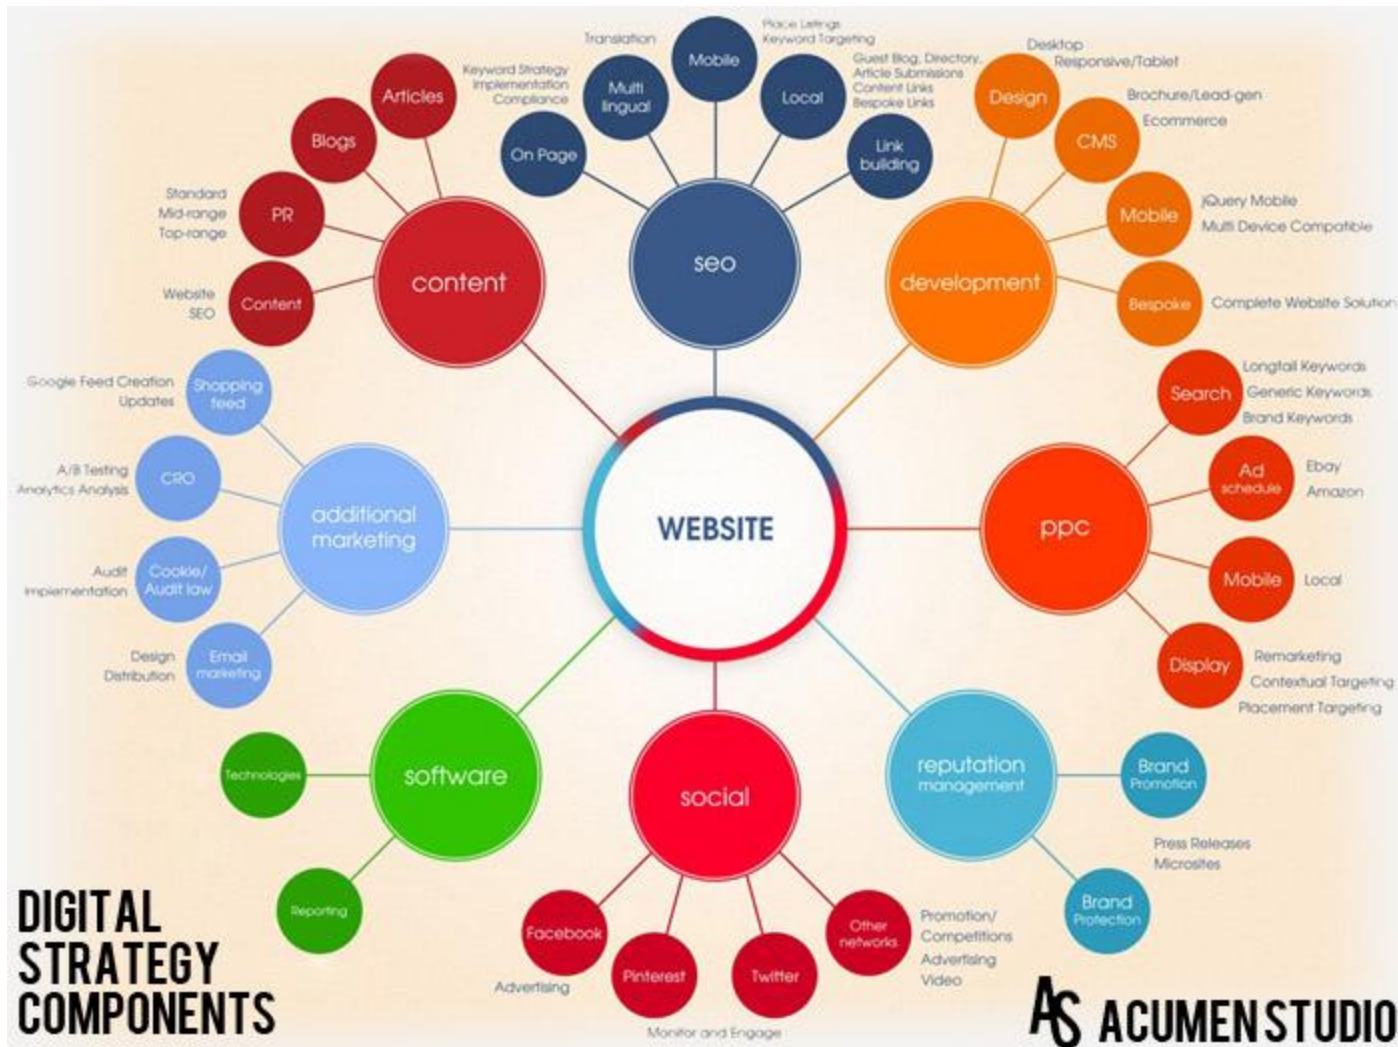 WEBSITE
content
Articles
Blogs
PR
Standard
Mid-range
Top-range
Content
Website
SEO
seo
On Page
Keyword Strategy
Implementation
Compliance
Multi
lingual
Translation
Mobile
Place Listings
Keyword Targeting
Local
Guest Blog, Directory,
Article Submissions
Content Links
Bespoke Links
Link
building
development
Design
Desktop
Responsive/Tablet
CMS
Brochure/Lead-gen
Ecommerce
Mobile
jQuery Mobile
Multi Device Compatible
Bespoke
Complete Website Solution
ppc
Search
Longtail Keywords
Generic Keywords
Brand Keywords
Ad
schedule
Ebay
Amazon
Mobile
Local
Display
Remarketing
Contextual Targeting
Placement Targeting
reputation
management
Brand
Promotion
Press Releases
Microsites
Brand
Protection
social
Facebook
Advertising
Pinterest
Twitter
Monitor and Engage
Other
networks
Promotion/
Competitions
Advertising
Video
software
Technologies
Reporting
additional
marketing
Shopping
feed
Google Feed Creation
Updates
CRO
A/B Testing
Analytics Analysis
Cookie/
Audit law
Audit
Implementation
Email
marketing
Design
Distribution
DIGITAL
STRATEGY
COMPONENTS
AS ACUMEN STUDIO